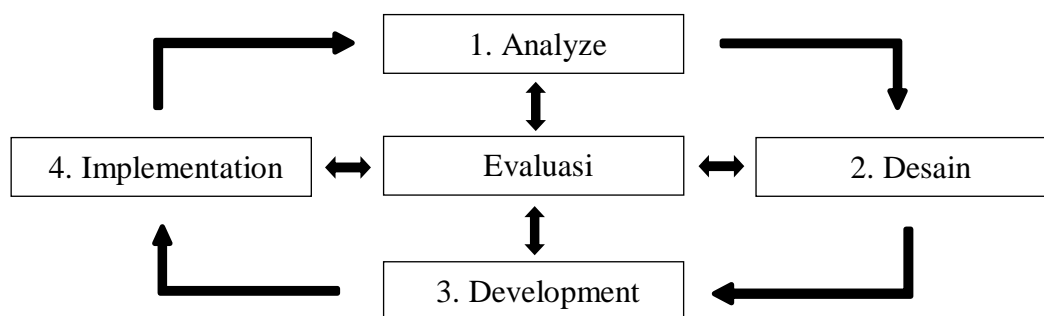 1. Analyze
4. Implementation
Evaluasi
2. Desain
3. Development